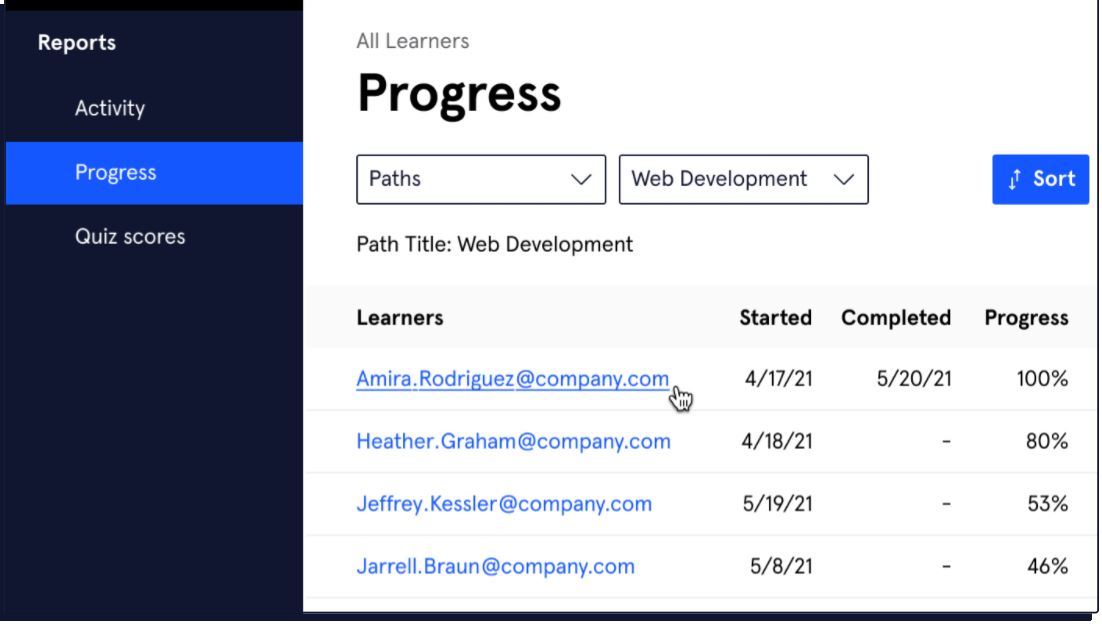 Reports
Activity
Progress
Quiz scores
All Learners
Progress
Paths
Web Development
Sort
Path Title: Web Development
Learners Started Completed Progress
Amira.Rodriguez@company.com 4/17/21 5/20/21 100%
Heather.Graham@company.com 4/18/21 - 80%
Jeffrey.Kessler@company.com 5/19/21 - 53%
Jarrell.Braun@company.com 5/8/21 - 46%